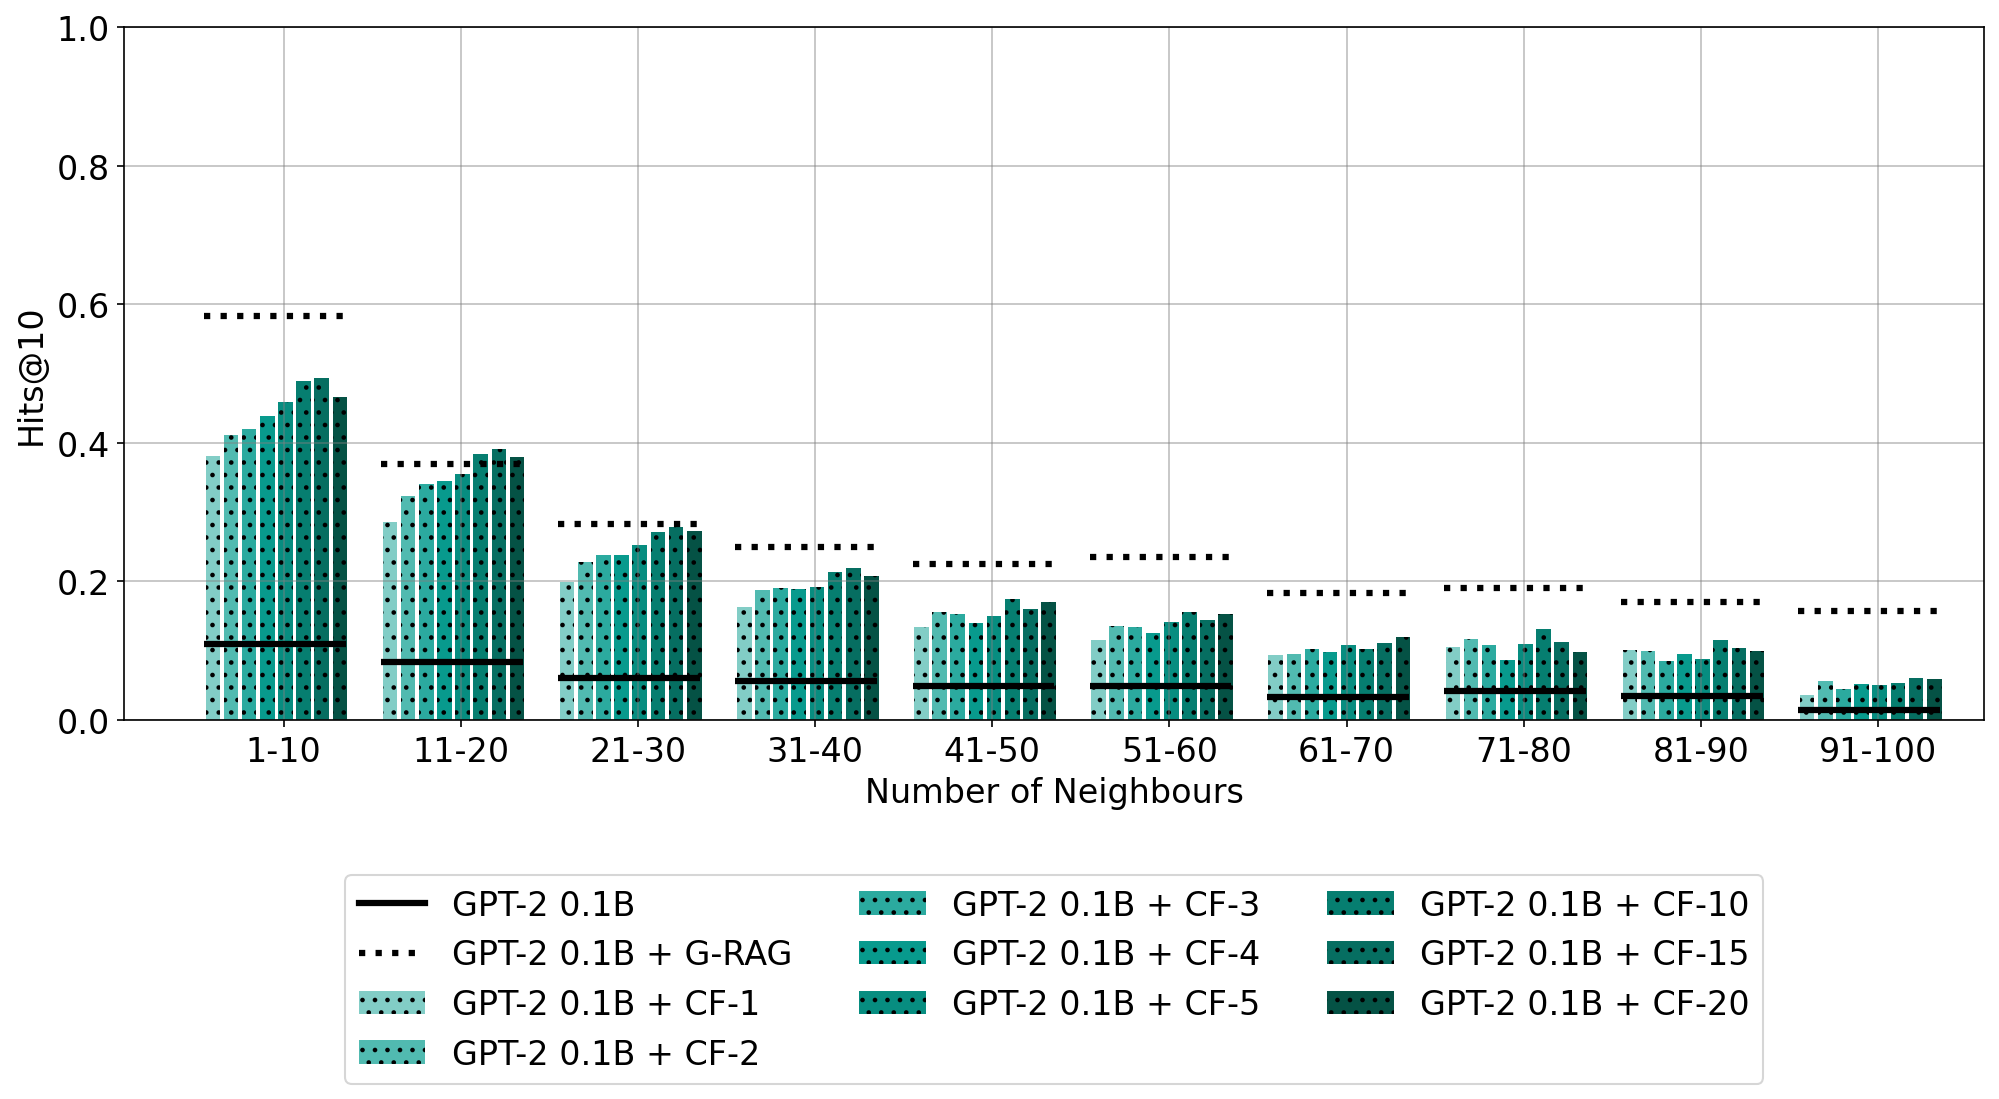 1.0
0.8
0.6
0.4
0.2
0.0
Hits@10
1-10 11-20 21-30 31-40 41-50 51-60 61-70 71-80 81-90 91-100
Number of Neighbours
GPT-2 0.1B
GPT-2 0.1B + G-RAG
GPT-2 0.1B + CF-1
GPT-2 0.1B + CF-2
GPT-2 0.1B + CF-3
GPT-2 0.1B + CF-4
GPT-2 0.1B + CF-5
GPT-2 0.1B + CF-10
GPT-2 0.1B + CF-15
GPT-2 0.1B + CF-20